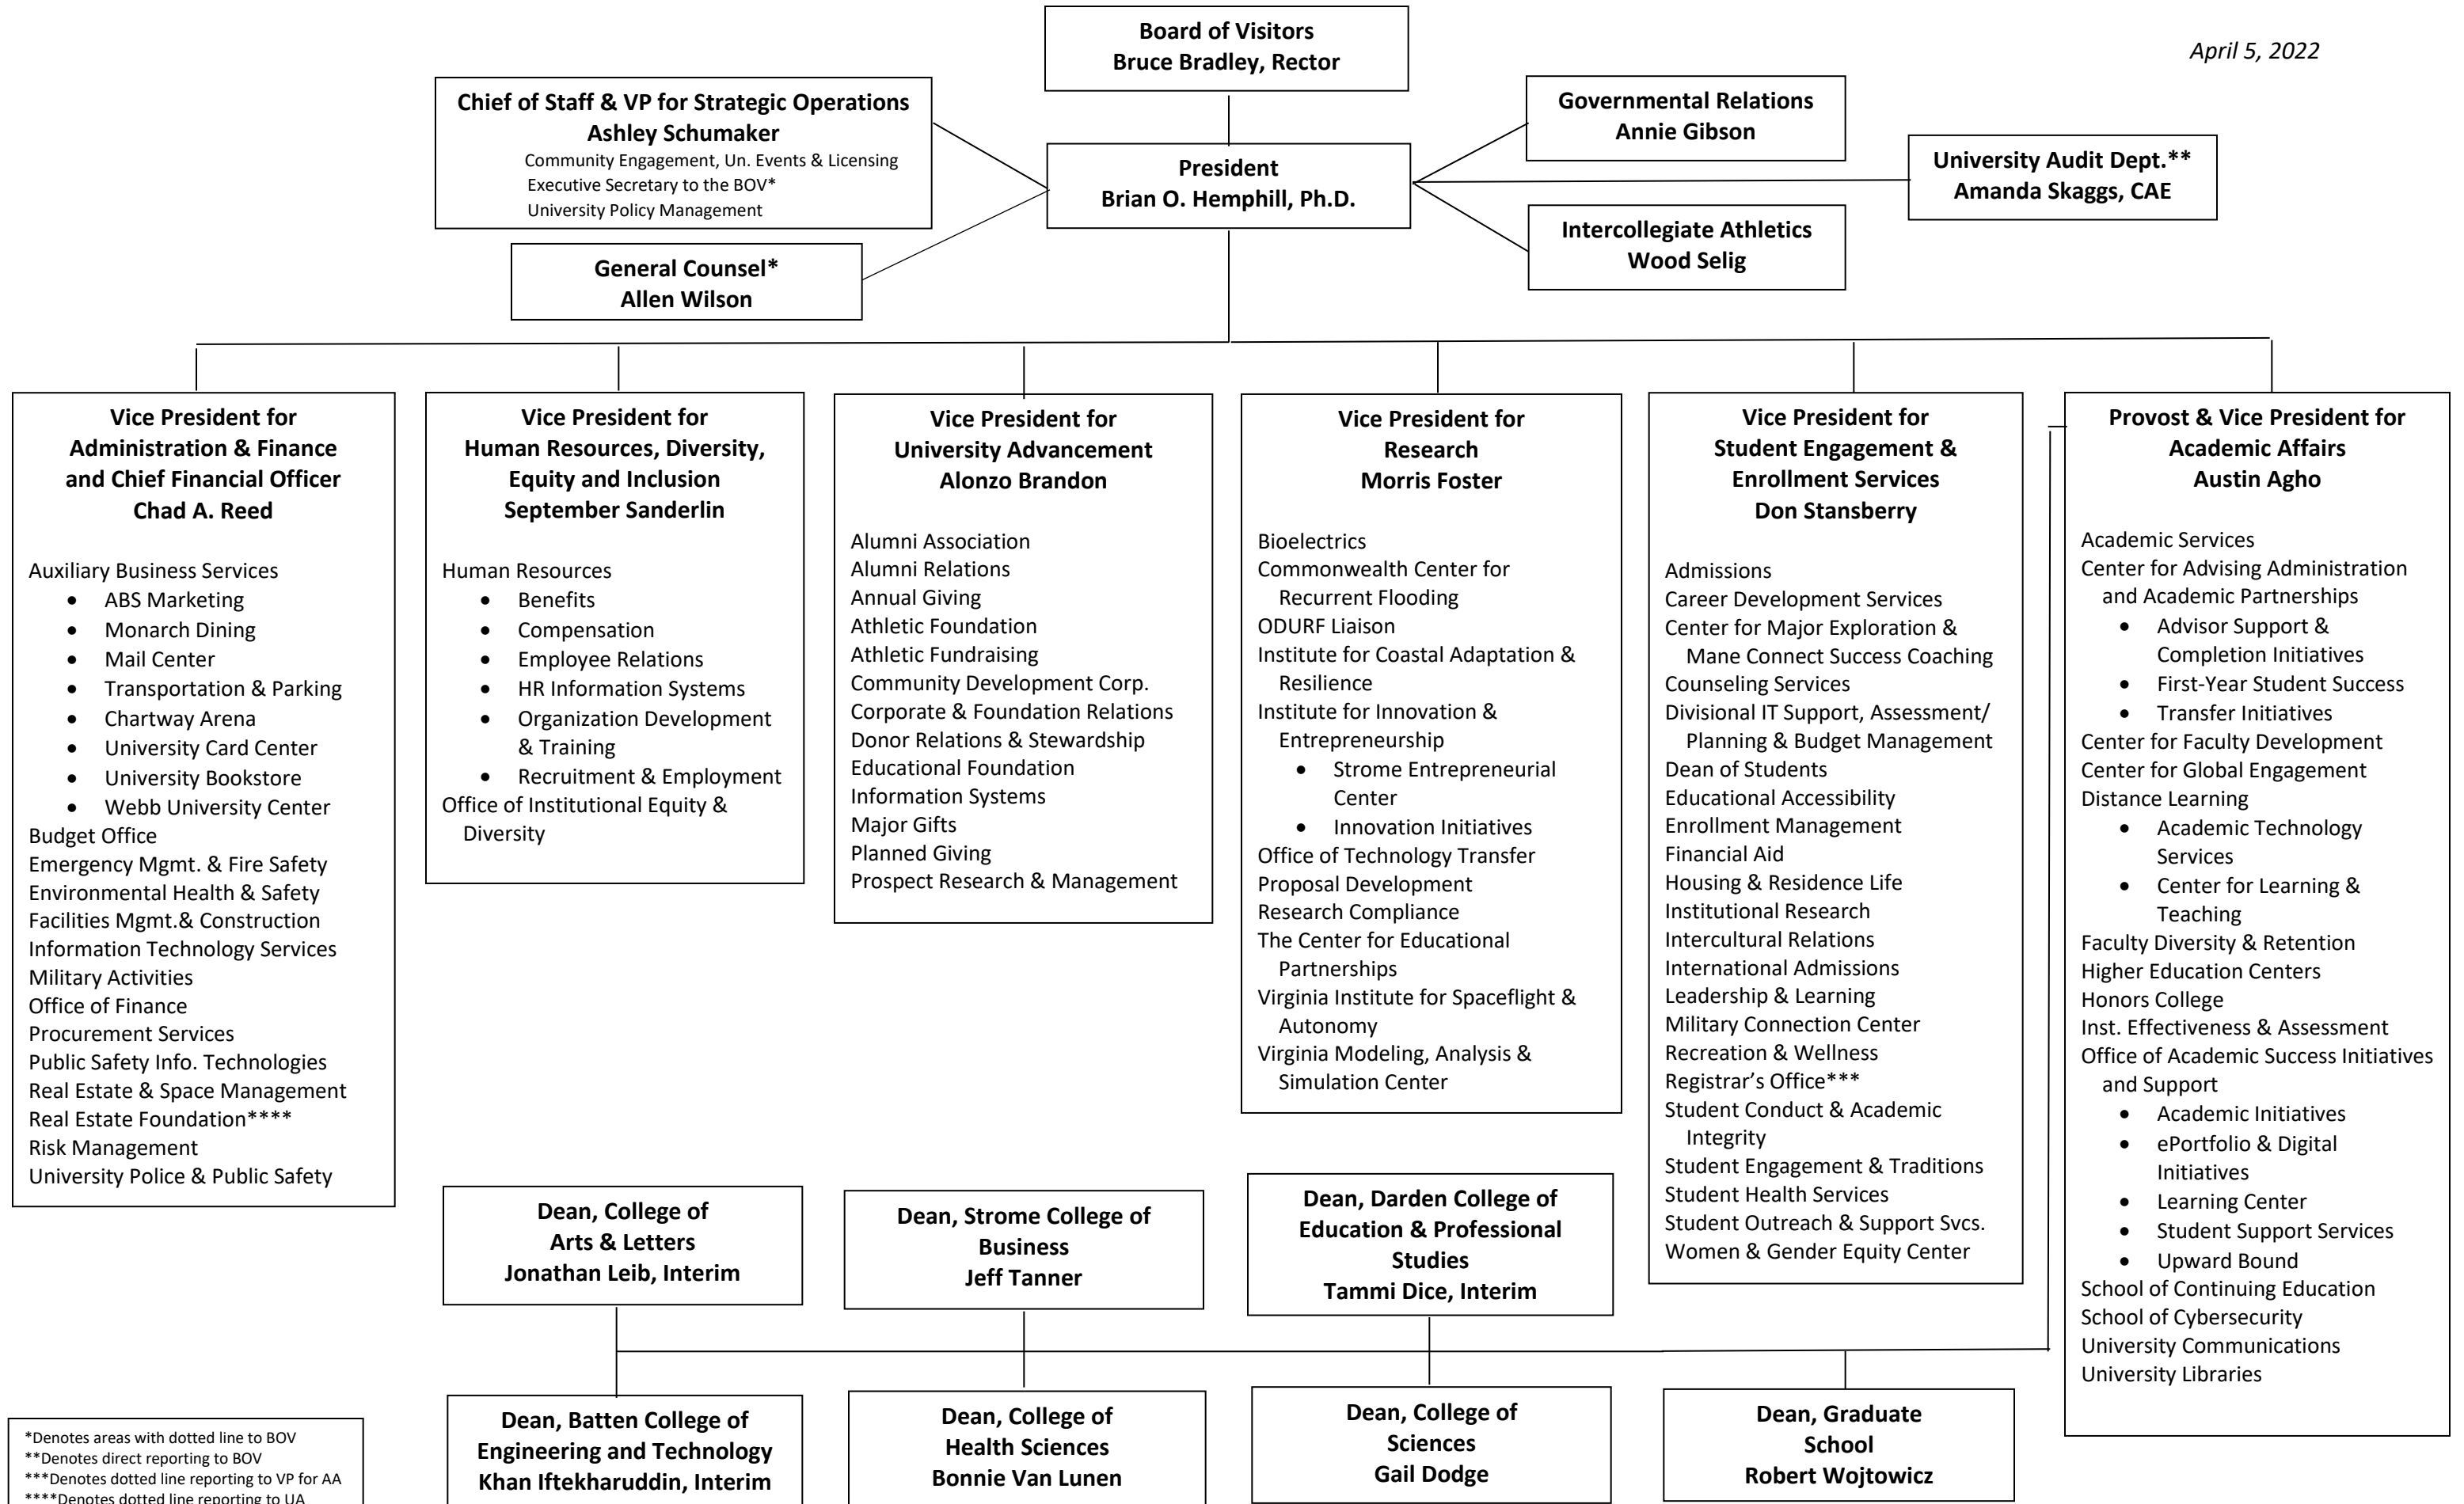 April 5, 2022
Board of Visitors
Bruce Bradley, Rector
Chief of Staff & VP for Strategic Operations
Ashley Schumaker
Community Engagement, Un. Events & Licensing
Executive Secretary to the BOV*
University Policy Management
President
Brian O. Hemphill, Ph.D.
Governmental Relations
Annie Gibson
University Audit Dept.**
Amanda Skaggs, CAE
General Counsel*
Allen Wilson
Intercollegiate Athletics
Wood Selig
Vice President for
Administration & Finance
and Chief Financial Officer
Chad A. Reed
Auxiliary Business Services
• ABS Marketing
• Monarch Dining
• Mail Center
• Transportation & Parking
• Chartway Arena
• University Card Center
• University Bookstore
• Webb University Center
Budget Office
Emergency Mgmt. & Fire Safety
Environmental Health & Safety
Facilities Mgmt.& Construction
Information Technology Services
Military Activities
Office of Finance
Procurement Services
Public Safety Info. Technologies
Real Estate & Space Management
Real Estate Foundation****
Risk Management
University Police & Public Safety
Vice President for
Human Resources, Diversity,
Equity and Inclusion
September Sanderlin
Human Resources
• Benefits
• Compensation
• Employee Relations
• HR Information Systems
• Organization Development
& Training
• Recruitment & Employment
Office of Institutional Equity &
Diversity
Vice President for
University Advancement
Alonzo Brandon
Alumni Association
Alumni Relations
Annual Giving
Athletic Foundation
Athletic Fundraising
Community Development Corp.
Corporate & Foundation Relations
Donor Relations & Stewardship
Educational Foundation
Information Systems
Major Gifts
Planned Giving
Prospect Research & Management
Vice President for
Research
Morris Foster
Bioelectrics
Commonwealth Center for
Recurrent Flooding
ODURF Liaison
Institute for Coastal Adaptation &
Resilience
Institute for Innovation &
Entrepreneurship
• Strome Entrepreneurial
Center
• Innovation Initiatives
Office of Technology Transfer
Proposal Development
Research Compliance
The Center for Educational
Partnerships
Virginia Institute for Spaceflight &
Autonomy
Virginia Modeling, Analysis &
Simulation Center
Vice President for
Student Engagement &
Enrollment Services
Don Stansberry
Admissions
Career Development Services
Center for Major Exploration &
Mane Connect Success Coaching
Counseling Services
Divisional IT Support, Assessment/
Planning & Budget Management
Dean of Students
Educational Accessibility
Enrollment Management
Financial Aid
Housing & Residence Life
Institutional Research
Intercultural Relations
International Admissions
Leadership & Learning
Military Connection Center
Recreation & Wellness
Registrar’s Office***
Student Conduct & Academic
Integrity
Student Engagement & Traditions
Student Health Services
Student Outreach & Support Svcs.
Women & Gender Equity Center
Provost & Vice President for
Academic Affairs
Austin Agho
Academic Services
Center for Advising Administration
and Academic Partnerships
• Advisor Support &
Completion Initiatives
• First-Year Student Success
• Transfer Initiatives
Center for Faculty Development
Center for Global Engagement
Distance Learning
• Academic Technology
Services
• Center for Learning &
Teaching
Faculty Diversity & Retention
Higher Education Centers
Honors College
Inst. Effectiveness & Assessment
Office of Academic Success Initiatives
and Support
• Academic Initiatives
• ePortfolio & Digital
Initiatives
• Learning Center
• Student Support Services
• Upward Bound
School of Continuing Education
School of Cybersecurity
University Communications
University Libraries
Dean, College of
Arts & Letters
Jonathan Leib, Interim
Dean, Strome College of
Business
Jeff Tanner
Dean, Darden College of
Education & Professional
Studies
Tammi Dice, Interim
Dean, Batten College of
Engineering and Technology
Khan Iftekharuddin, Interim
Dean, College of
Health Sciences
Bonnie Van Lunen
Dean, College of
Sciences
Gail Dodge
Dean, Graduate
School
Robert Wojtowicz
*Denotes areas with dotted line to BOV
**Denotes direct reporting to BOV
***Denotes dotted line reporting to VP for AA
****Denotes dotted line reporting to UA